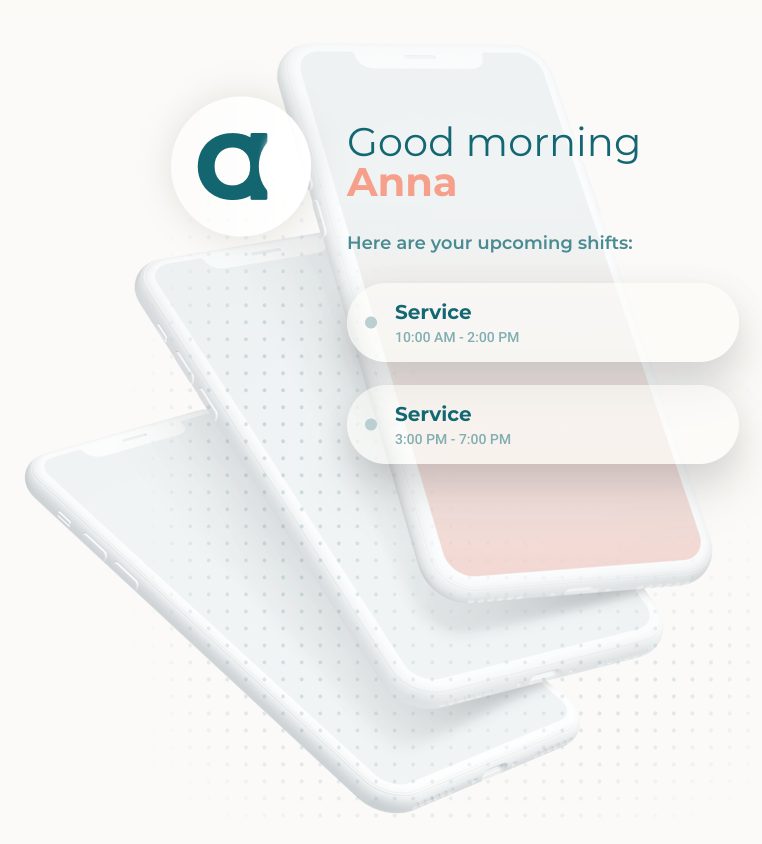 a
Good morning
Anna
Here are your upcoming shifts:
Service
10:00 AM - 2:00 PM
Service
3:00 PM - 7:00 PM